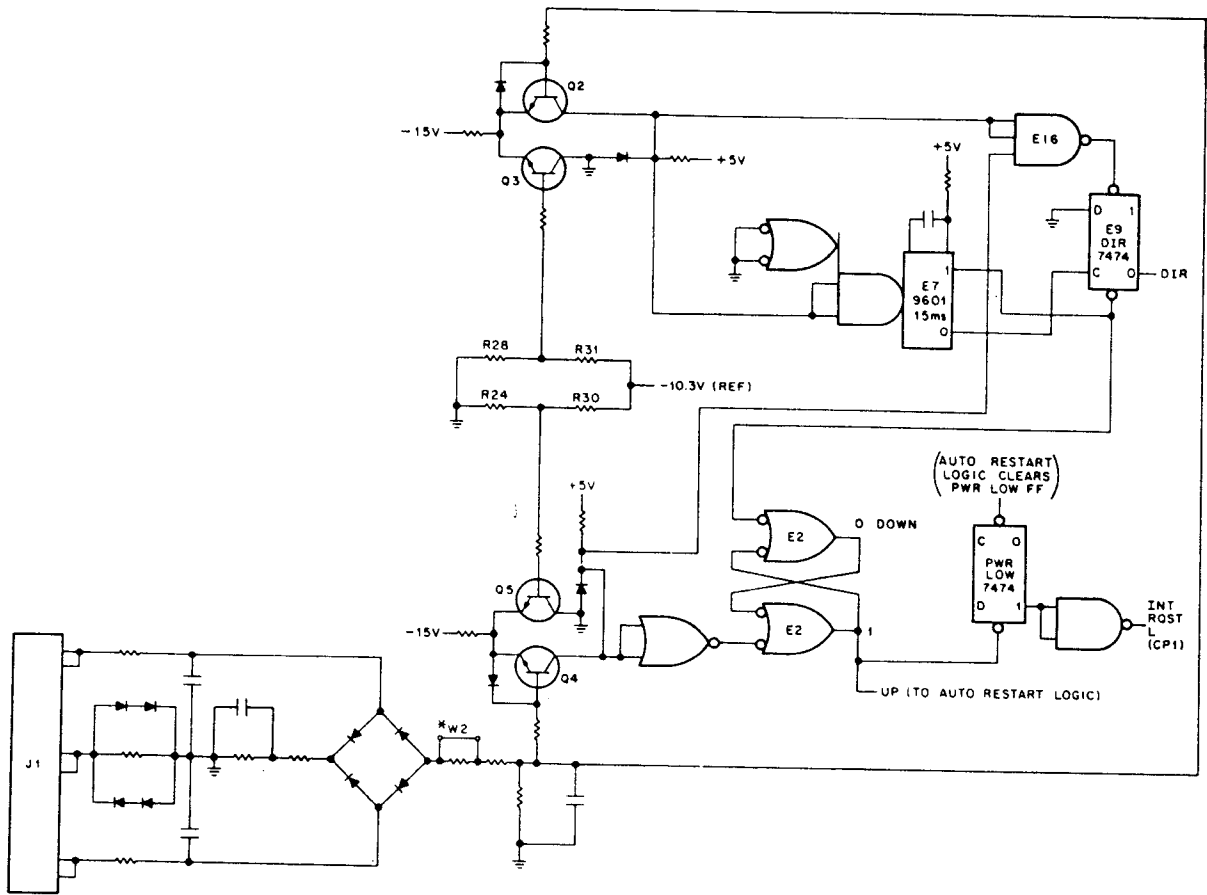 Q2
-15V
Q3
+5V
+5V
E16
D 1
E9
DIR
7474
C 0
DIR
1
E7
9601
15ms
0
R28
R31
-10.3V (REF)
R24
R30
+5V
(AUTO RESTART
LOGIC CLEARS
PWR LOW FF)
E2
0 DOWN
C 0
PWR
LOW
7474
D 1
INT
RQST
L
(CP1)
Q5
-15V
Q4
E2
1
UP (TO AUTO RESTART LOGIC)
*W2
J1